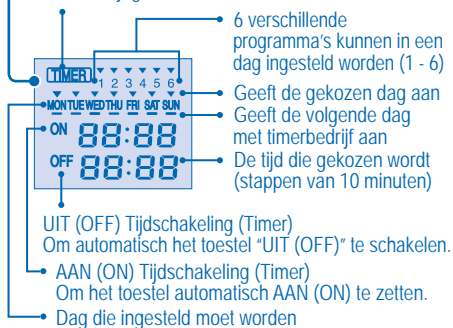 6 verschillende
programma's kunnen in een
dag ingesteld worden (1 - 6)
TIMER
1 2 3 4 5 6
Geeft de gekozen dag aan
MON TUE WED THU FRI SAT SUN
Geeft de volgende dag
met timerbedrijf aan
ON 88:88
De tijd die gekozen wordt
(stappen van 10 minuten)
OFF 88:88
UIT (OFF) Tijdschakeling (Timer)
Om automatisch het toestel “UIT (OFF)” te schakelen.
AAN (ON) Tijdschakeling (Timer)
Om het toestel automatisch AAN (ON) te zetten.
Dag die ingesteld moet worden